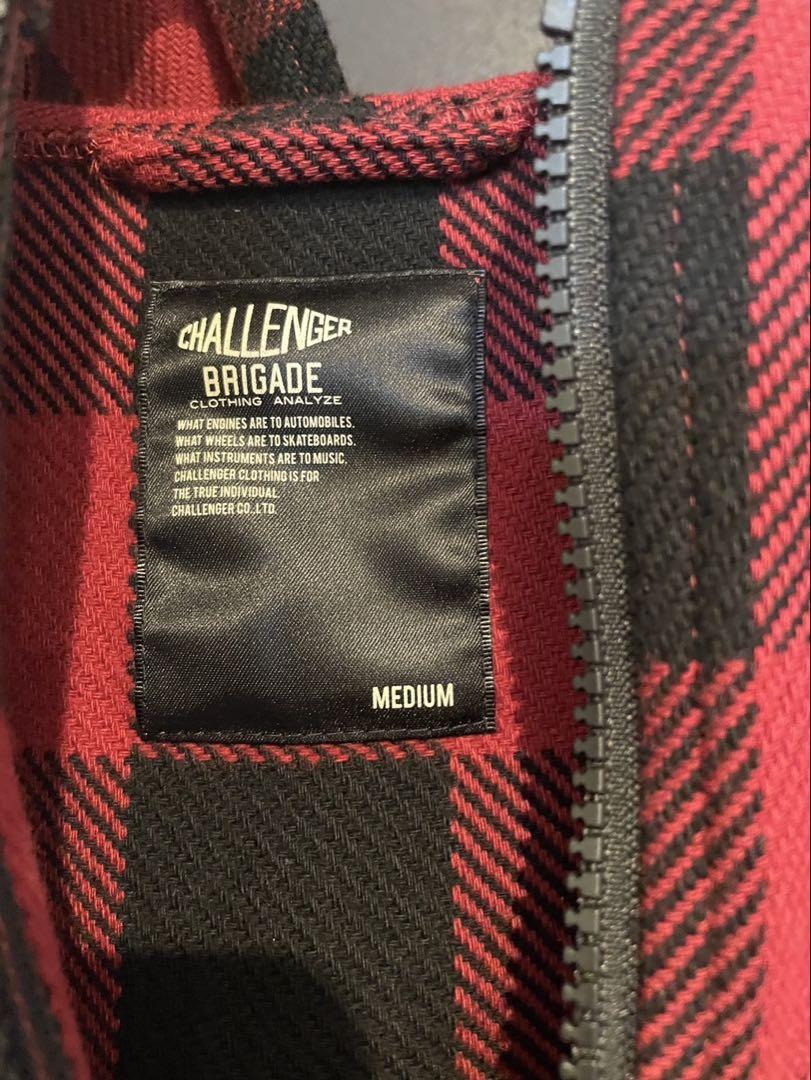 CHALLENGER
BRIGADE
CLOTHING ANALYZE
WHAT ENGINES ARE TO AUTOMOBILES.
WHAT WHEELS ARE TO SKATEBOARDS.
WHAT INSTRUMENTS ARE TO MUSIC.
CHALLENGER CLOTHING IS FOR
THE TRUE INDIVIDUAL
CHALLENGER CO.,LTD.
MEDIUM